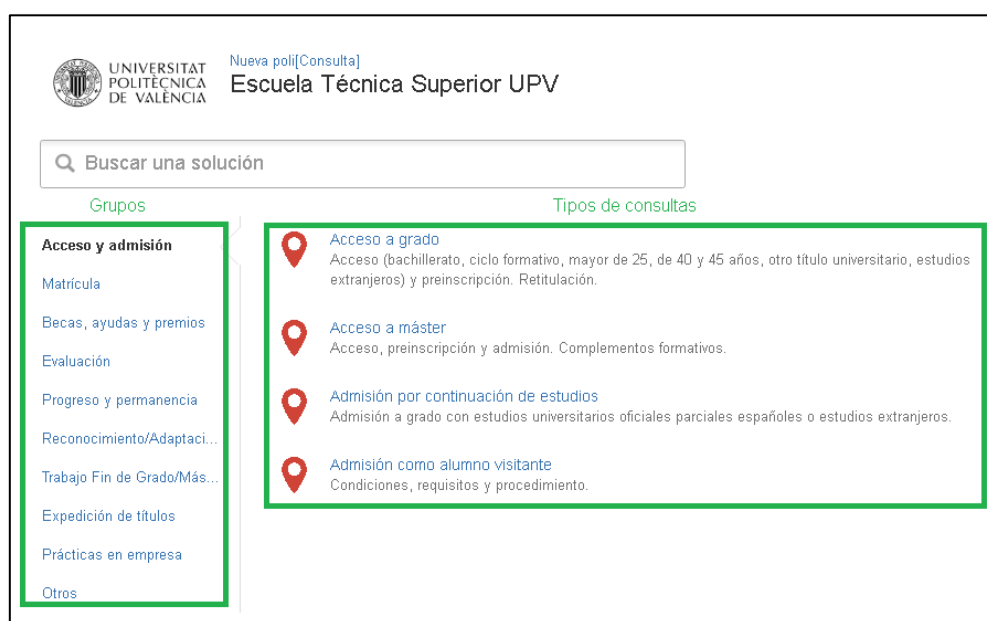 UNIVERSITAT
POLITÈCNICA
DE VALÈNCIA
Nueva poli[Consulta]
Escuela Técnica Superior UPV
Buscar una solución
Grupos
Tipos de consultas
Acceso y admisión
Matrícula
Becas, ayudas y premios
Evaluación
Progreso y permanencia
Reconocimiento/Adaptaci...
Trabajo Fin de Grado/Más...
Expedición de títulos
Prácticas en empresa
Otros
Acceso a grado
Acceso (bachillerato, ciclo formativo, mayor de 25, de 40 y 45 años, otro título universitario, estudios
extranjeros) y preinscripción. Retitulación.
Acceso a máster
Acceso, preinscripción y admisión. Complementos formativos.
Admisión por continuación de estudios
Admisión a grado con estudios universitarios oficiales parciales españoles o estudios extranjeros.
Admisión como alumno visitante
Condiciones, requisitos y procedimiento.